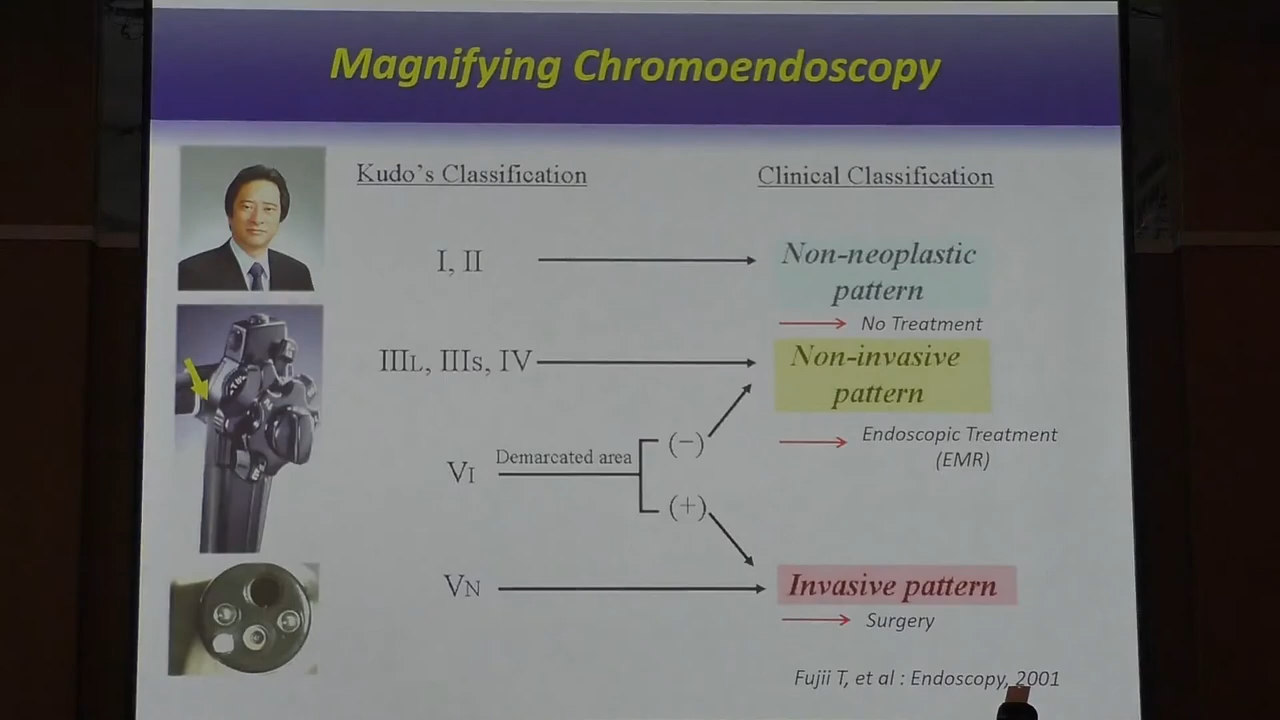 Magnifying Chromoendoscopy
Kudo's Classification
Clinical Classification
I, II
Non-neoplastic
pattern
No Treatment
IIIL, IIIs, IV
Non-invasive
pattern
Endoscopic Treatment
(EMR)
VI
Demarcated area
(−)
(+)
VN
Invasive pattern
Surgery
Fujii T, et al : Endoscopy, 2001